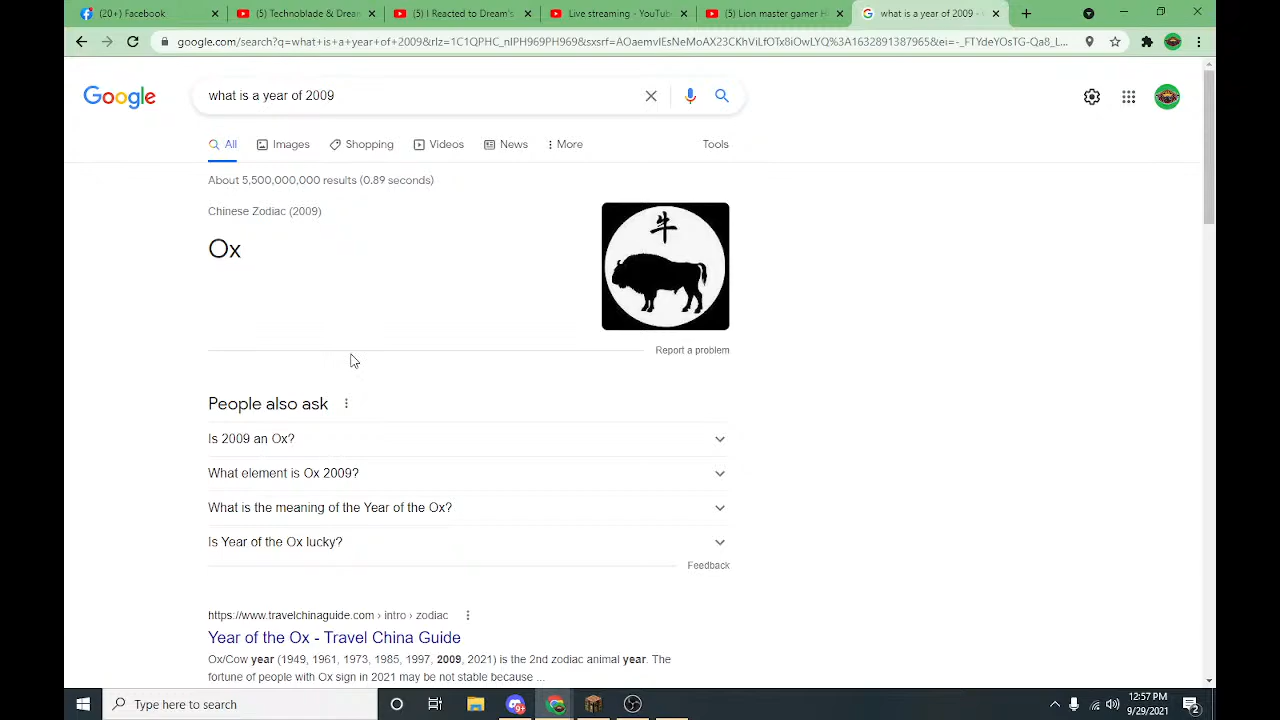 (20+) Facebook
(5) Technoblade & Drea
(5) I Reacted to Dream's
Live streaming - YouTub
(5) Lion master gamer H
what is a year of 2009 -
google.com/search?q=what+is+a+year+of+2009&rlz=1C1QPHC_nIPH969PH969&sxsrf=AOaemvIEsNeMoAX23CKhViLfOTx8iOwLYQ%3A1632891387965&ei=-_FTYdeYOsTG-Qa8_L...
Google
what is a year of 2009
All
Images
Shopping
Videos
News
More
Tools
About 5,500,000,000 results (0.89 seconds)
Chinese Zodiac (2009)
Ox
牛
Report a problem
People also ask
Is 2009 an Ox?
What element is Ox 2009?
What is the meaning of the Year of the Ox?
Is Year of the Ox lucky?
Feedback
https://www.travelchinaguide.com › intro › zodiac
Year of the Ox - Travel China Guide
Ox/Cow year (1949, 1961, 1973, 1985, 1997, 2009, 2021) is the 2nd zodiac animal year. The
fortune of people with Ox sign in 2021 may be not stable because ...
Type here to search
12:57 PM
9/29/2021